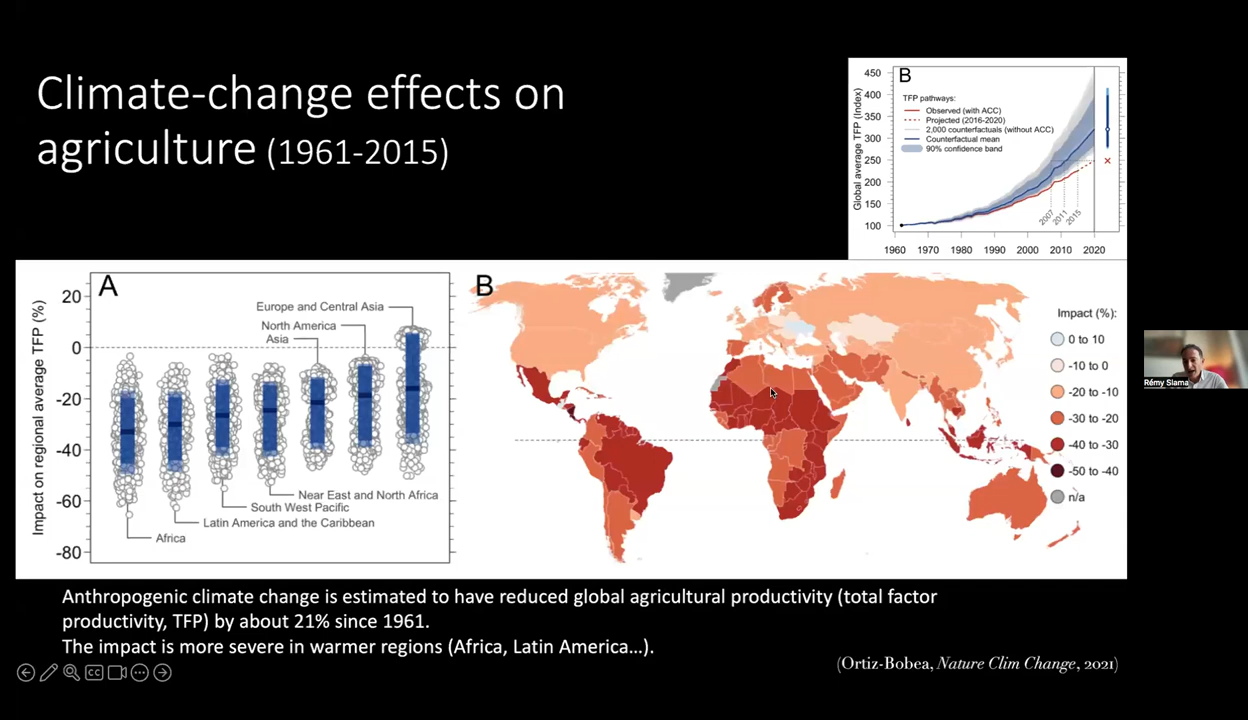 Climate-change effects on
agriculture (1961-2015)
B
Global average TFP (Index)
450
400
350
300
250
200
150
100
TFP pathways:
Observed (with ACC)
Projected (2016-2020)
2,000 counterfactuals (without ACC)
Counterfactual mean
90% confidence band
2007
2011
2015
1960 1970 1980 1990 2000 2010 2020
A
Impact on regional average TFP (%)
20
0
-20
-40
-60
-80
Europe and Central Asia
North America
Asia
Near East and North Africa
South West Pacific
Latin America and the Caribbean
Africa
B
Impact (%):
0 to 10
-10 to 0
-20 to -10
-30 to -20
-40 to -30
-50 to -40
n/a
Rémy Slama
Anthropogenic climate change is estimated to have reduced global agricultural productivity (total factor
productivity, TFP) by about 21% since 1961.
The impact is more severe in warmer regions (Africa, Latin America…).
CC
(Ortiz-Bobea, Nature Clim Change, 2021)